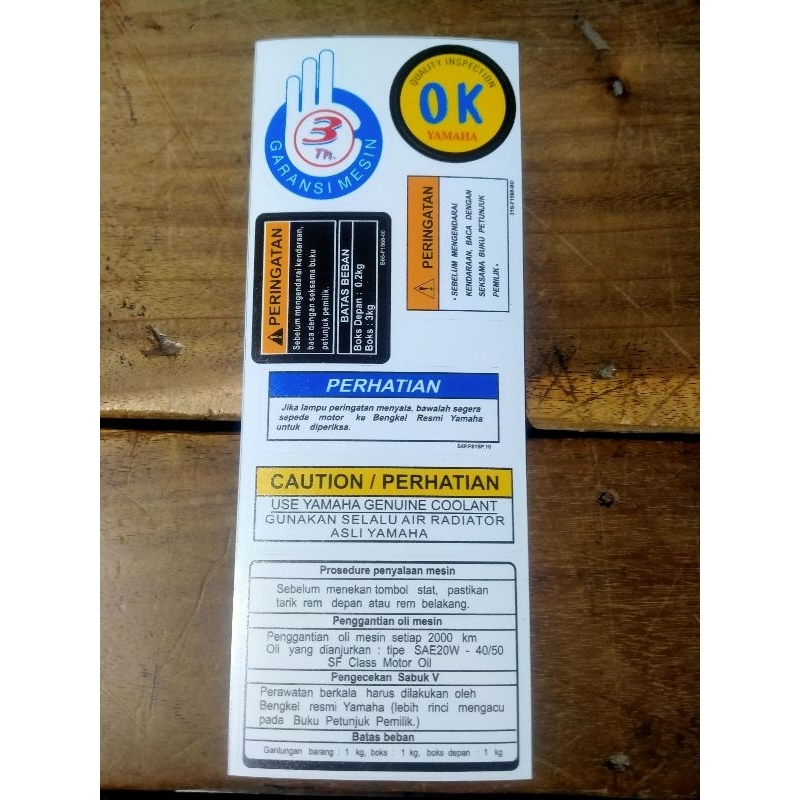 3
Th.
GARANSI MESIN
QUALITY INSPECTION
OK
YAMAHA
PERINGATAN
Sebelum mengendarai kendaraan,
baca dengan seksama buku
petunjuk pemilik.
BATAS BEBAN
Boks Depan : 0.2kg
Boks : 3kg
PERINGATAN
• SEBELUM MENGENDARAI
KENDARAAN, BACA DENGAN
SEKSAMA BUKU PETUNJUK
PEMILIK •
PERHATIAN
Jika lampu peringatan menyala, bawalah segera
sepeda motor ke Bengkel Resmi Yamaha
untuk diperiksa.
CAUTION / PERHATIAN
USE YAMAHA GENUINE COOLANT
GUNAKAN SELALU AIR RADIATOR
ASLI YAMAHA
Prosedure penyalaan mesin
Sebelum menekan tombol stat, pastikan
tarik rem depan atau rem belakang.
Penggantian oli mesin
Penggantian oli mesin setiap 2000 km
Oli yang dianjurkan : tipe SAE20W - 40/50
SF Class Motor Oil
Pengecekan Sabuk V
Perawatan berkala harus dilakukan oleh
Bengkel resmi Yamaha (lebih rinci mengacu
pada Buku Petunjuk Pemilik.)
Batas beban
Gantungan barang : 1 kg, boks : 1 kg, boks depan : 1 kg